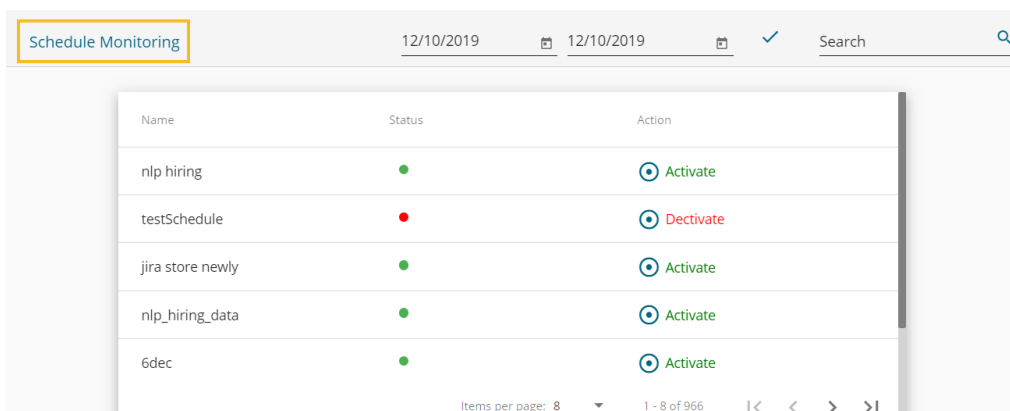 Schedule Monitoring 12/10/2019 12/10/2019 Search
Name Status Action
nlp hiring Activate
testSchedule Dectivate
jira store newly Activate
nlp_hiring_data Activate
6dec Activate
Items per page: 8 1 - 8 of 966